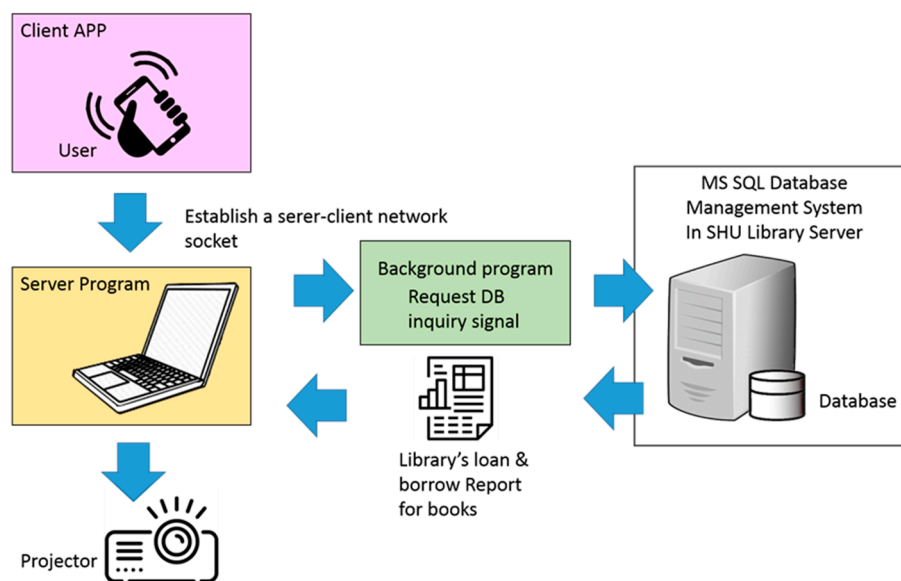 Client APP
User
Establish a serer-client network
socket
Server Program
Background program
Request DB
inquiry signal
MS SQL Database
Management System
In SHU Library Server
Database
Library's loan &
borrow Report
for books
Projector